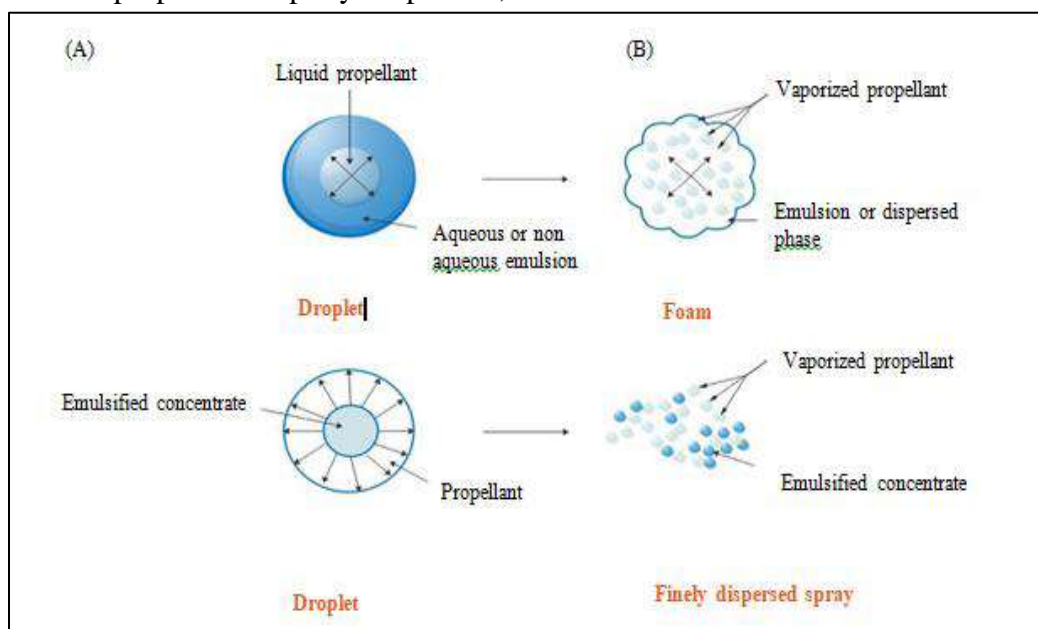 (A)
(B)
Liquid propellant
Vaporized propellant
Aqueous or non
aqueous emulsion
Emulsion or dispersed
phase
Droplet
Foam
Emulsified concentrate
Propellant
Vaporized propellant
Emulsified concentrate
Droplet
Finely dispersed spray